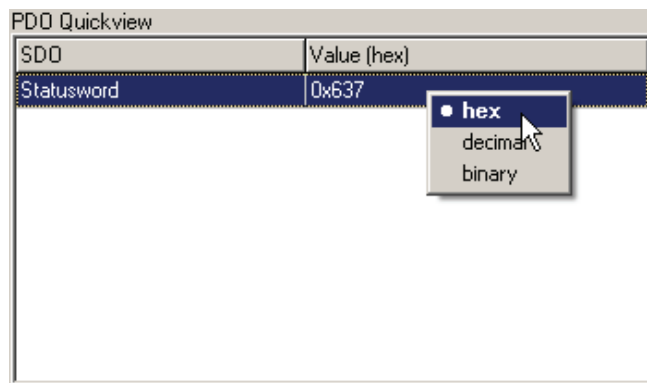 PDO Quickview
SDO Value (hex)
Statusword 0x637
hex
decimal
binary